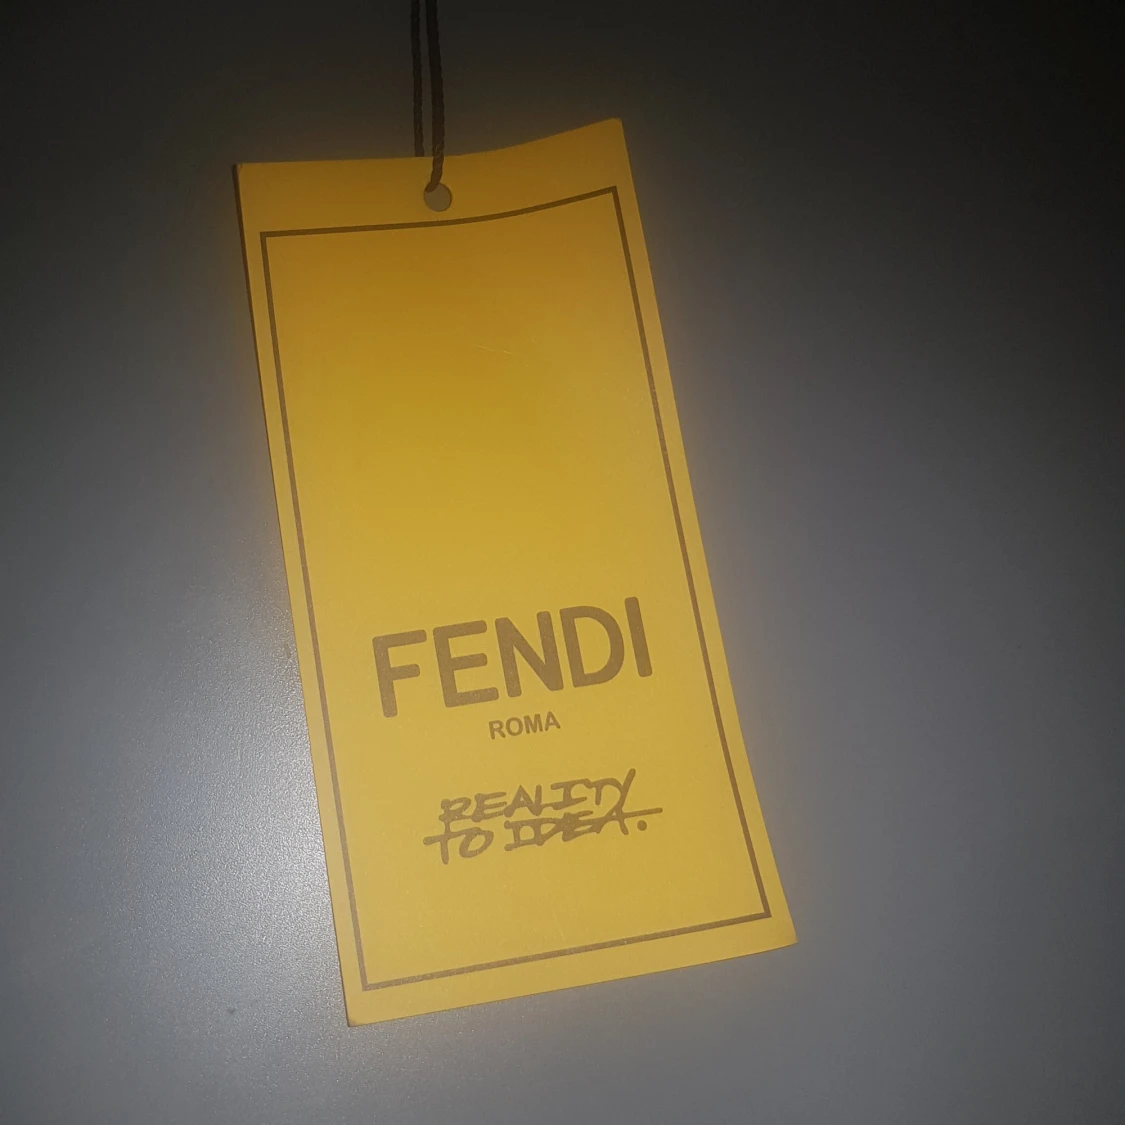 FENDI
ROMA
REALITY
TO IDEA.